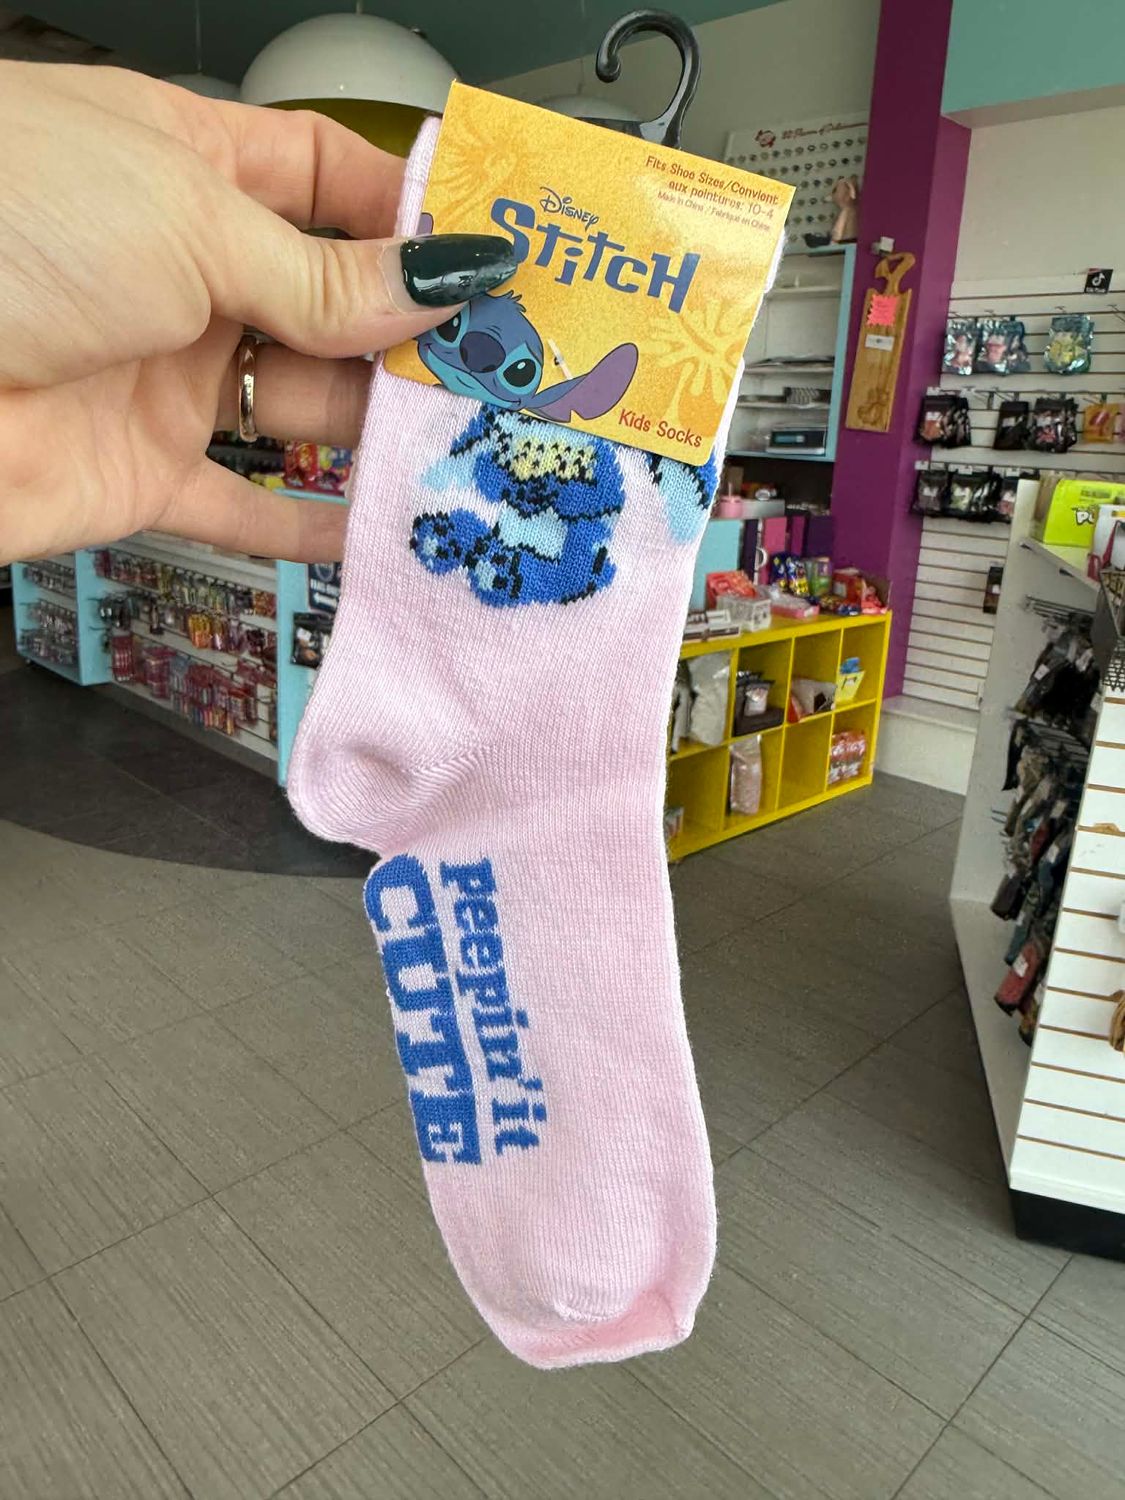 Fits Shoe Sizes/Convient
aux pointures: 10-4
Made in China / Fabriqué en Chine
Disney
Stitch
Kids Socks
peepin' it
CUTE